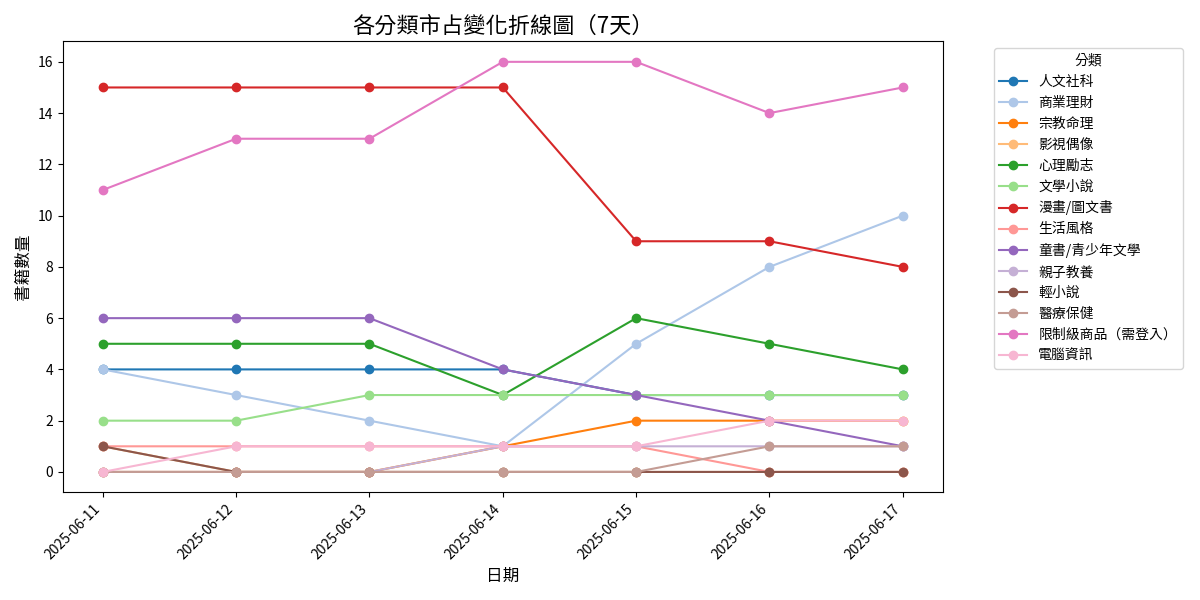 各分類市占變化折線圖（7天）
書籍數量
16
14
12
10
8
6
4
2
0
2025-06-11
2025-06-12
2025-06-13
2025-06-14
2025-06-15
2025-06-16
2025-06-17
日期
分類
人文社科
商業理財
宗教命理
影視偶像
心理勵志
文學小說
漫畫/圖文書
生活風格
童書/青少年文學
親子教養
輕小說
醫療保健
限制級商品（需登入）
電腦資訊